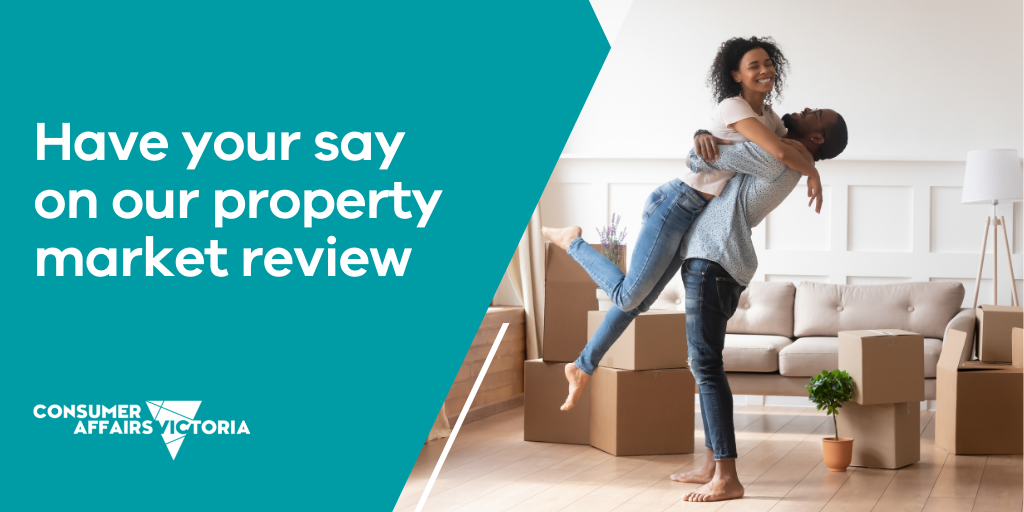 Have your say
on our property
market review
CONSUMER
AFFAIRS VICTORIA